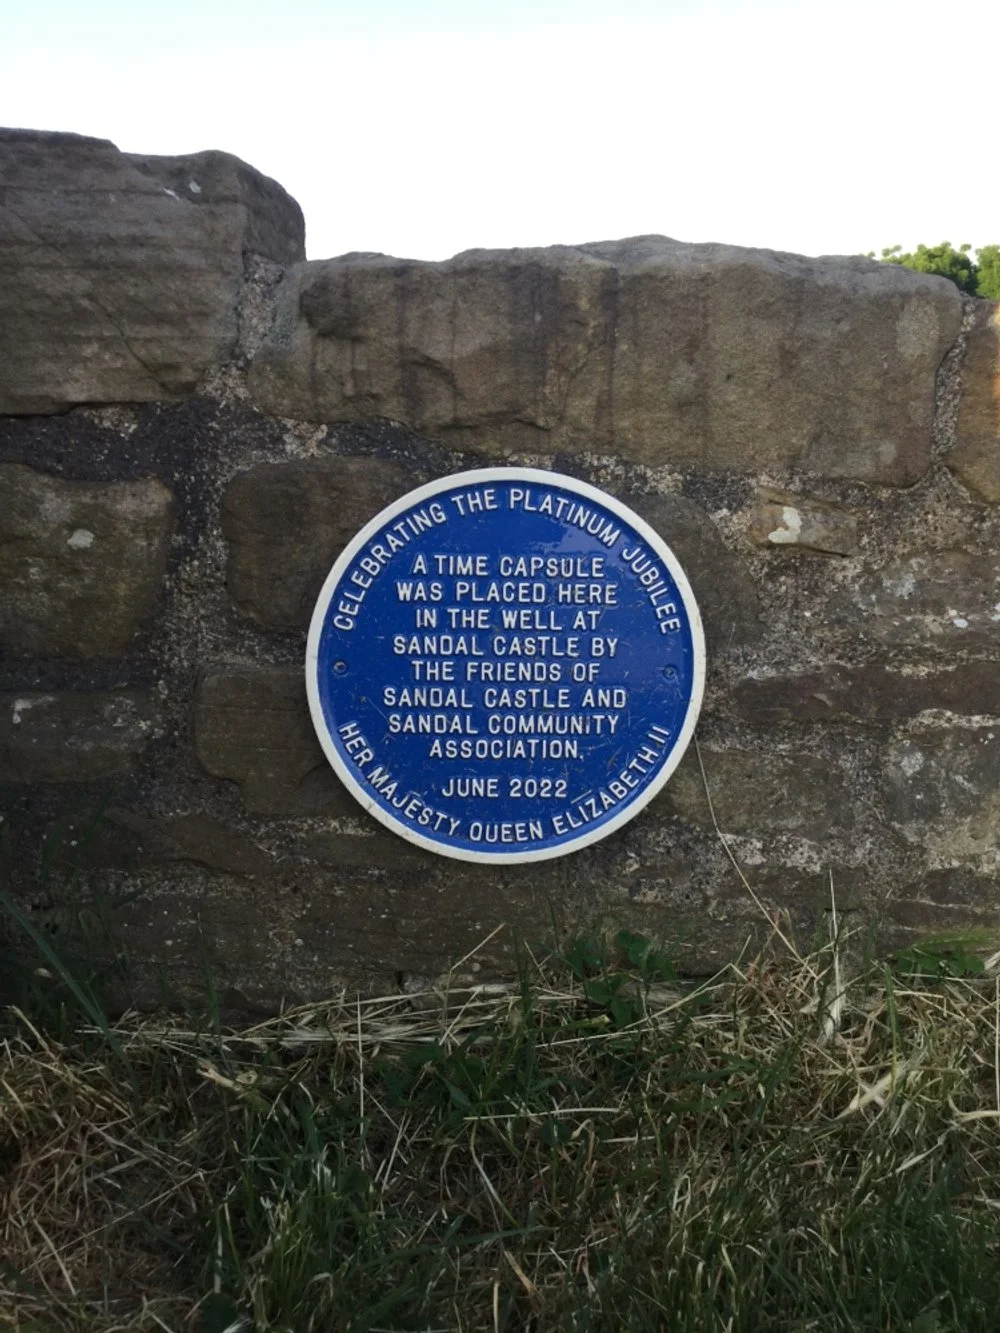 CELEBRATING THE PLATINUM JUBILEE
A TIME CAPSULE
WAS PLACED HERE
IN THE WELL AT
SANDAL CASTLE BY
THE FRIENDS OF
SANDAL CASTLE AND
SANDAL COMMUNITY
ASSOCIATION.
JUNE 2022
HER MAJESTY QUEEN ELIZABETH II